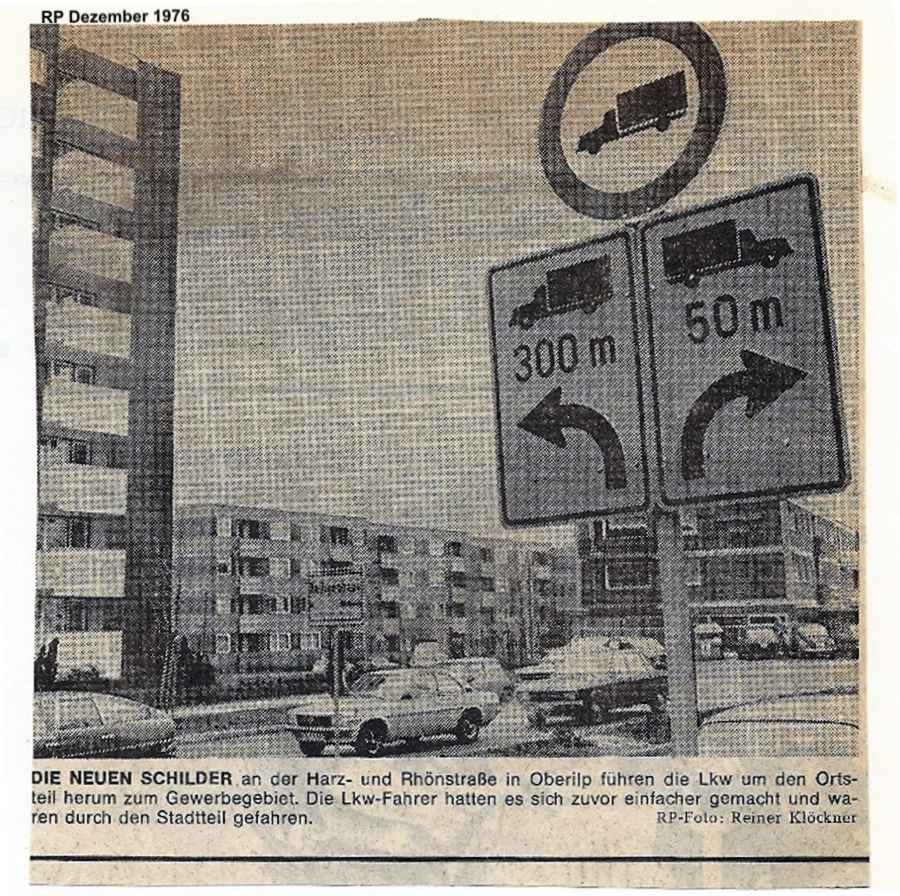 RP Dezember 1976
300 m
50 m
DIE NEUEN SCHILDER an der Harz- und Rhönstraße in Oberilp führen die Lkw um den Orts-
teil herum zum Gewerbegebiet. Die Lkw-Fahrer hatten es sich zuvor einfacher gemacht und wa-
ren durch den Stadtteil gefahren.
RP-Foto: Reiner Klöckner